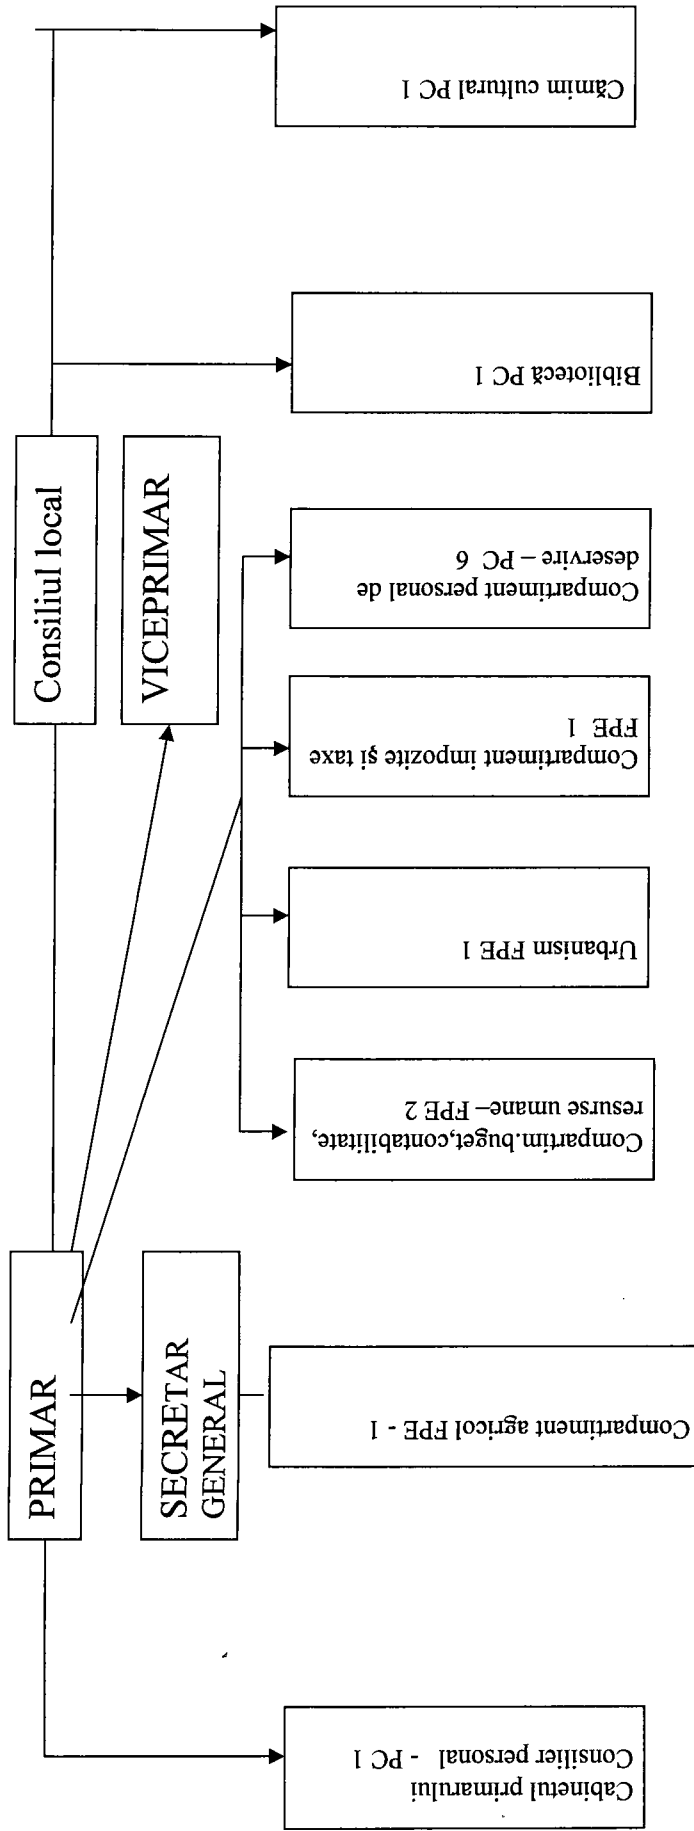 PRIMAR
Consiliul local
SECRETAR
GENERAL
VICEPRIMAR
Cabinetul primarului
Consilier personal - PC 1
Compartiment agricol FPE - 1
Compartim.buget,contabilitate,
resurse umane– FPE 2
Urbanism FPE 1
Compartiment impozite şi taxe
FPE 1
Compartiment personal de
deservire – PC 6
Bibliotecă PC 1
Cămim cultural PC 1